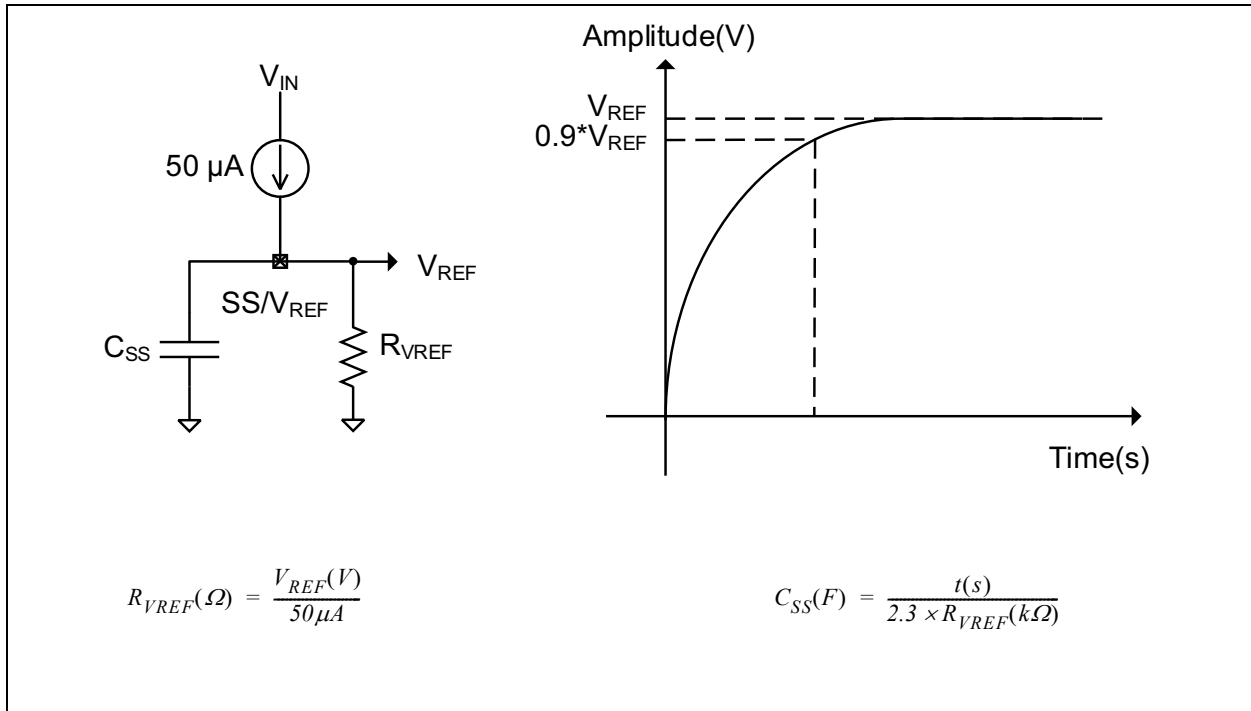 V_IN
50 µA
V_REF
SS/V_REF
C_SS
R_VREF
Amplitude(V)
V_REF
0.9*V_REF
Time(s)
R_VREF(Ω) = V_REF(V) / 50µA
C_SS(F) = t(s) / 2.3 × R_VREF(kΩ)